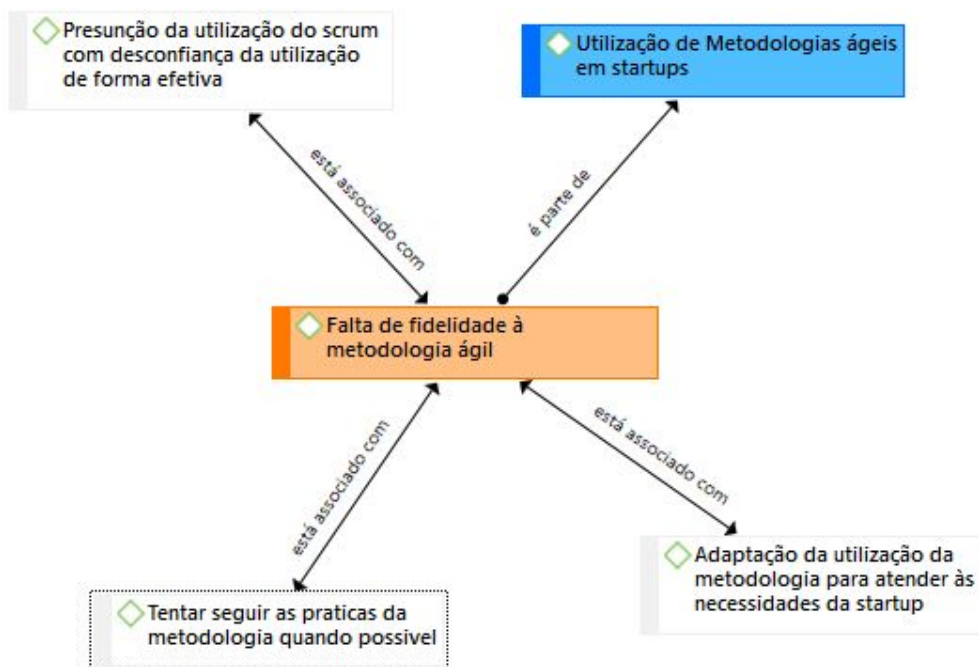 Presunção da utilização do scrum
com desconfiança da utilização
de forma efetiva
Utilização de Metodologias ágeis
em startups
está associado com
é parte de
Falta de fidelidade à
metodologia ágil
está associado com
está associado com
Tentar seguir as praticas da
metodologia quando possivel
Adaptação da utilização da
metodologia para atender às
necessidades da startup